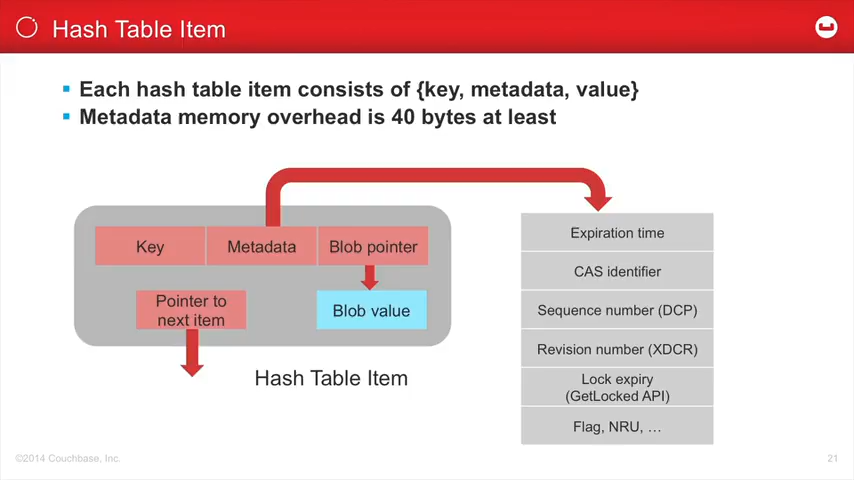 Hash Table Item
Each hash table item consists of {key, metadata, value}
Metadata memory overhead is 40 bytes at least
Key
Metadata
Blob pointer
Pointer to
next item
Blob value
Hash Table Item
Expiration time
CAS identifier
Sequence number (DCP)
Revision number (XDCR)
Lock expiry
(GetLocked API)
Flag, NRU, …
©2014 Couchbase, Inc.
21